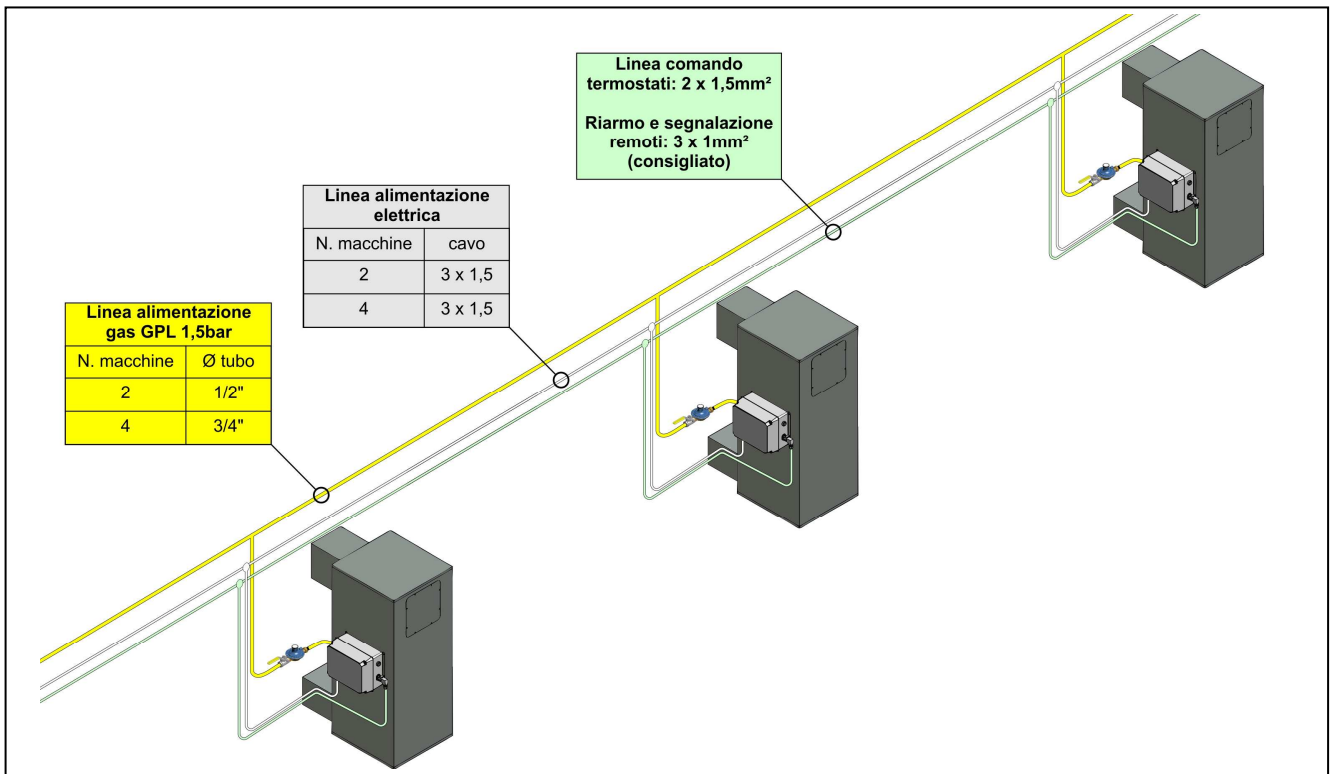 Linea comando
termostati: 2 x 1,5mm²
Riarmo e segnalazione
remoti: 3 x 1mm²
(consigliato)
Linea alimentazione
elettrica
N. macchine cavo
2 3 x 1,5
4 3 x 1,5
Linea alimentazione
gas GPL 1,5bar
N. macchine Ø tubo
2 1/2"
4 3/4"